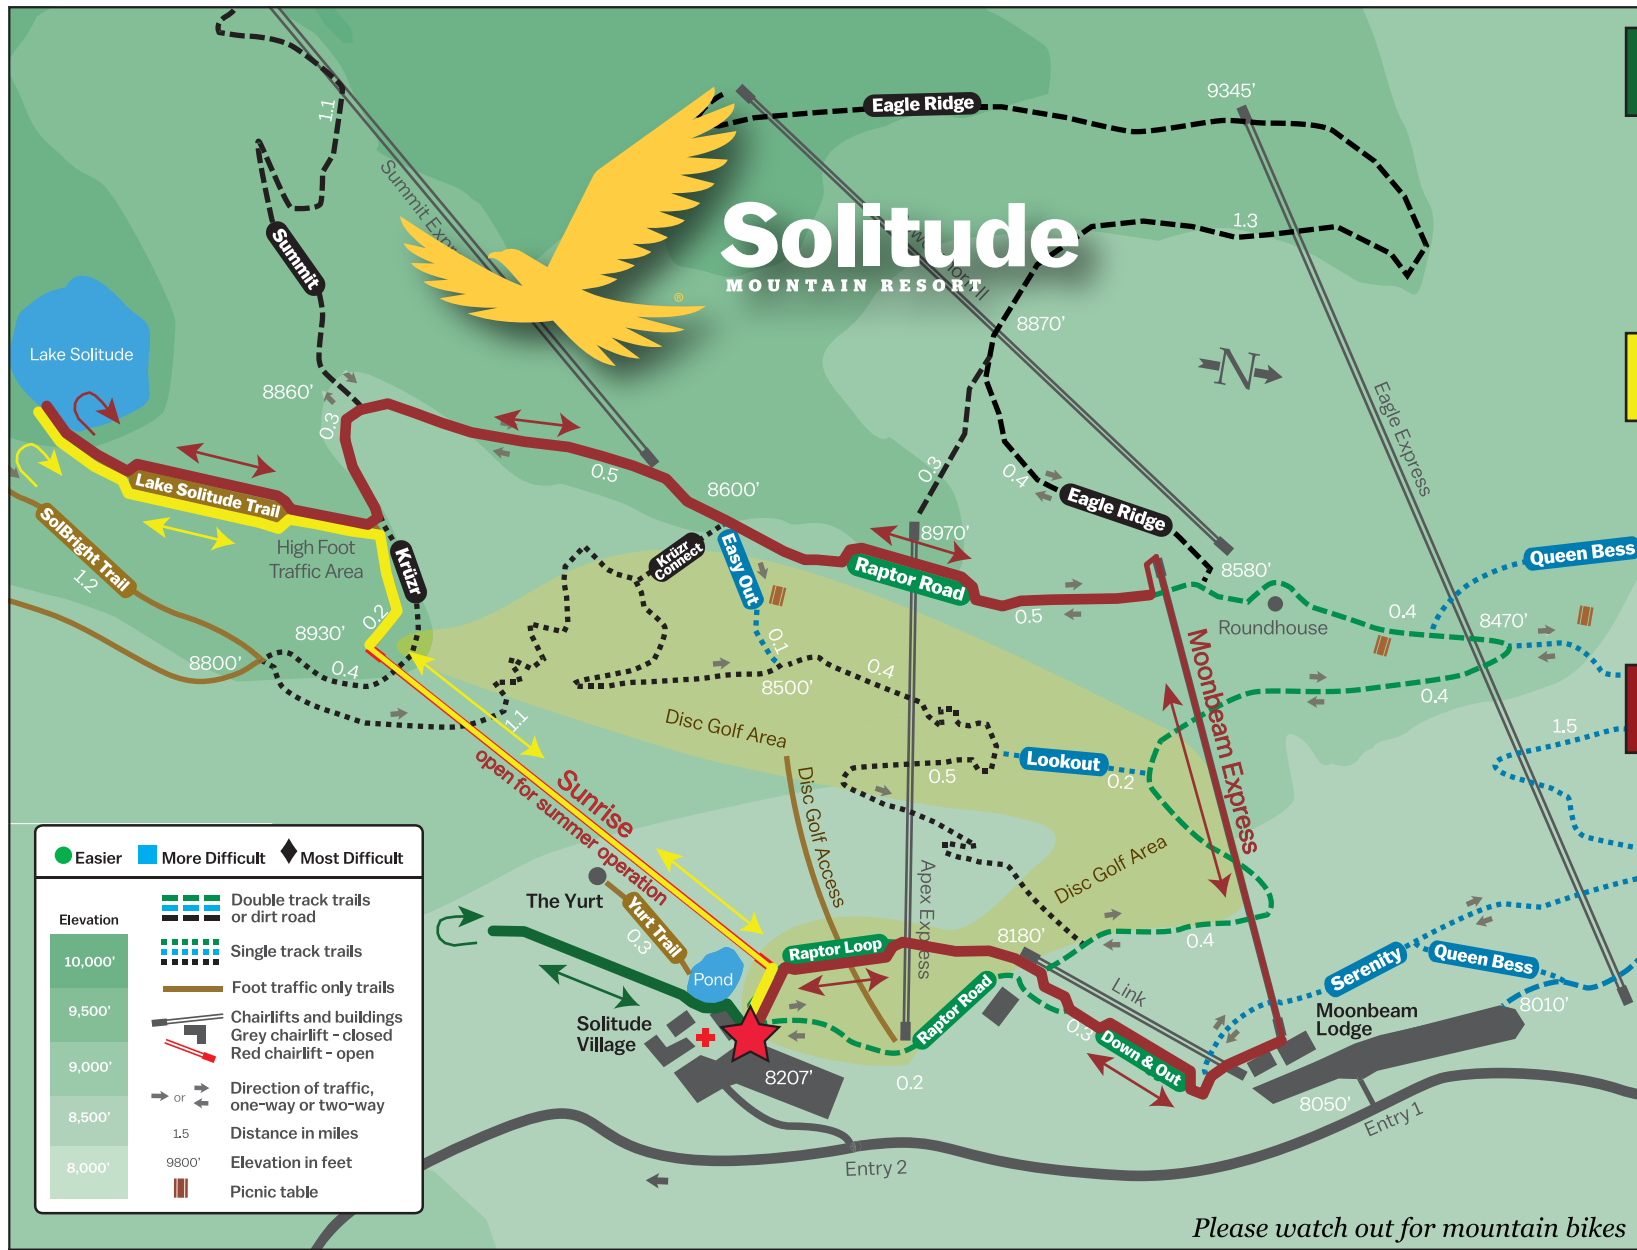 Eagle Ridge
9345'
1.1
Summit Expr
Solitude
MOUNTAIN RESORT
®
1.3
Summit
8870'
N
Lake Solitude
8860'
0.3
Eagle Express
0.5
8600'
0.3
0.4
Eagle Ridge
Lake Solitude Trail
SolBright Trail
1.2
High Foot
Traffic Area
Krüzr
Krüzr
Connect
Easy Out
8970'
Raptor Road
0.5
8580'
Roundhouse
Queen Bess
0.4
8470'
0.2
8930'
8800'
0.4
0.1
8500'
0.4
0.4
1.1
Disc Golf Area
Moonbeam Express
Lookout
0.2
0.5
1.5
Sunrise
open for summer operation
Disc Golf Access
Apex Express
Disc Golf Area
The Yurt
Yurt Trail
0.3
Pond
Raptor Loop
8180'
0.4
Link
Serenity
Queen Bess
8010'
Moonbeam
Lodge
Raptor Road
0.3
Down & Out
Solitude
Village
8207'
0.2
8050'
Entry 1
Entry 2
Easier
More Difficult
Most Difficult
Elevation
10,000'
9,500'
9,000'
8,500'
8,000'
Double track trails
or dirt road
Single track trails
Foot traffic only trails
Chairlifts and buildings
Grey chairlift - closed
Red chairlift - open
or
Direction of traffic,
one-way or two-way
1.5
Distance in miles
9800'
Elevation in feet
Picnic table
Please watch out for mountain bikes